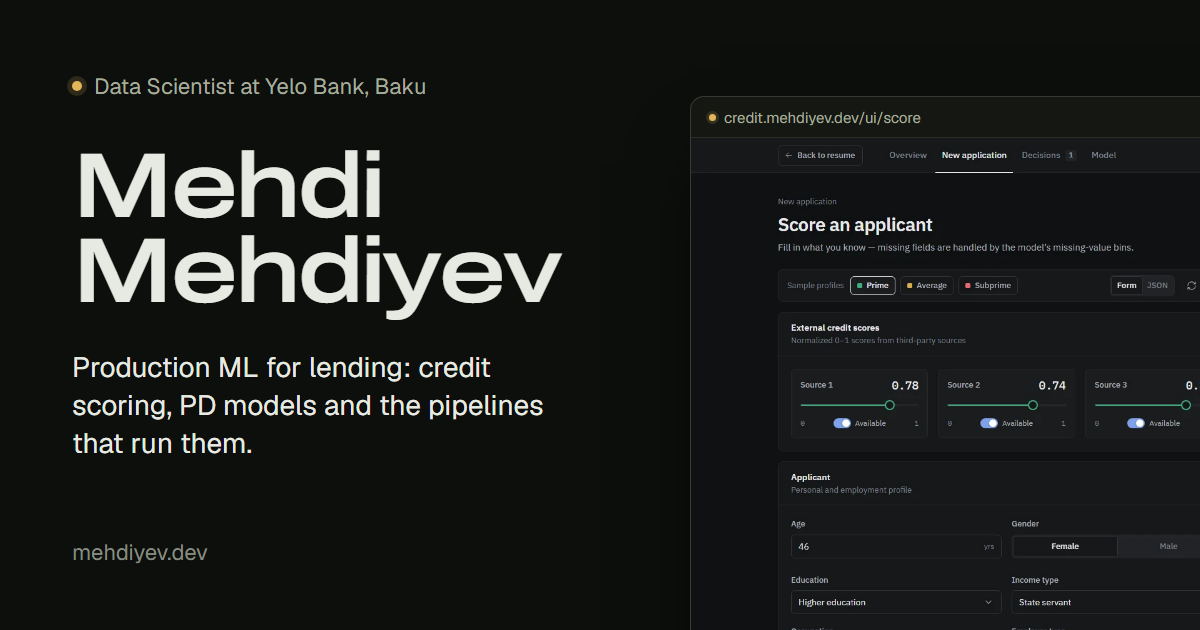 Data Scientist at Yelo Bank, Baku
Mehdi
Mehdiyev
Production ML for lending: credit
scoring, PD models and the pipelines
that run them.
mehdiyev.dev
credit.mehdiyev.dev/ui/score
← Back to resume Overview New application Decisions 1 Model
New application
Score an applicant
Fill in what you know — missing fields are handled by the model's missing-value bins.
Sample profiles Prime Average Subprime Form JSON
External credit scores
Normalized 0–1 scores from third-party sources
Source 1 0.78 Source 2 0.74 Source 3 0.
0 Available 1 0 Available 1 0 Available
Applicant
Personal and employment profile
Age Gender
46 yrs Female Male
Education Income type
Higher education State servant